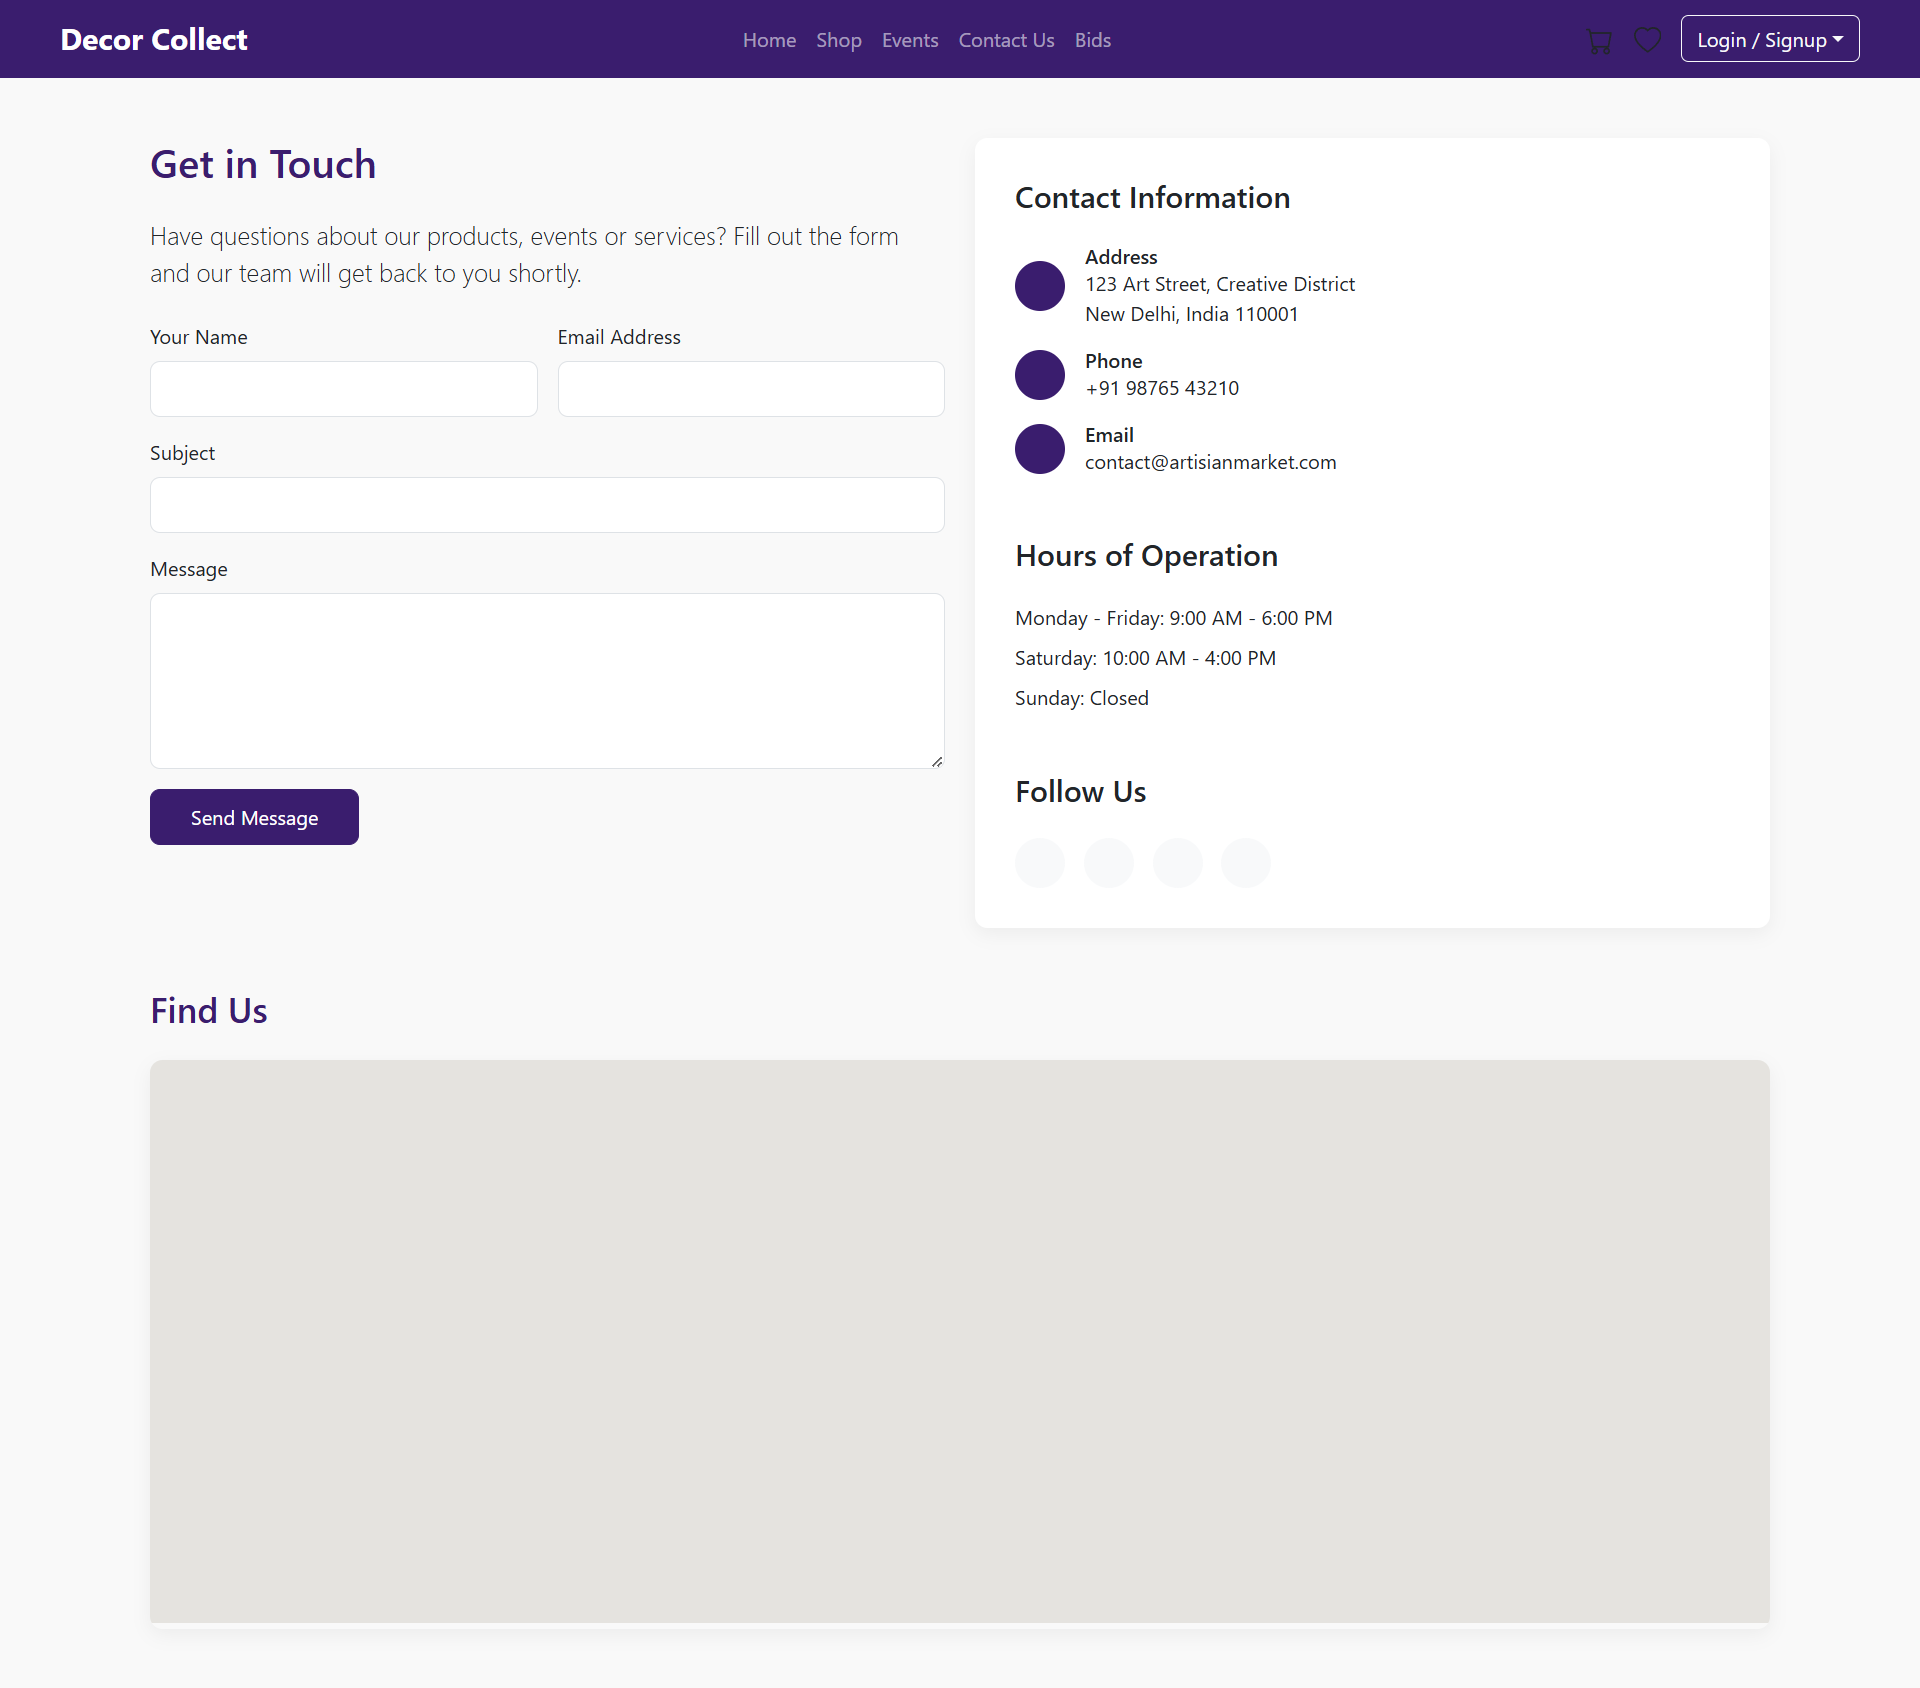 Decor Collect
Home Shop Events Contact Us Bids
Login / Signup
Get in Touch
Have questions about our products, events or services? Fill out the form
and our team will get back to you shortly.
Your Name
Email Address
Subject
Message
Send Message
Contact Information
Address
123 Art Street, Creative District
New Delhi, India 110001
Phone
+91 98765 43210
Email
contact@artisianmarket.com
Hours of Operation
Monday - Friday: 9:00 AM - 6:00 PM
Saturday: 10:00 AM - 4:00 PM
Sunday: Closed
Follow Us
Find Us